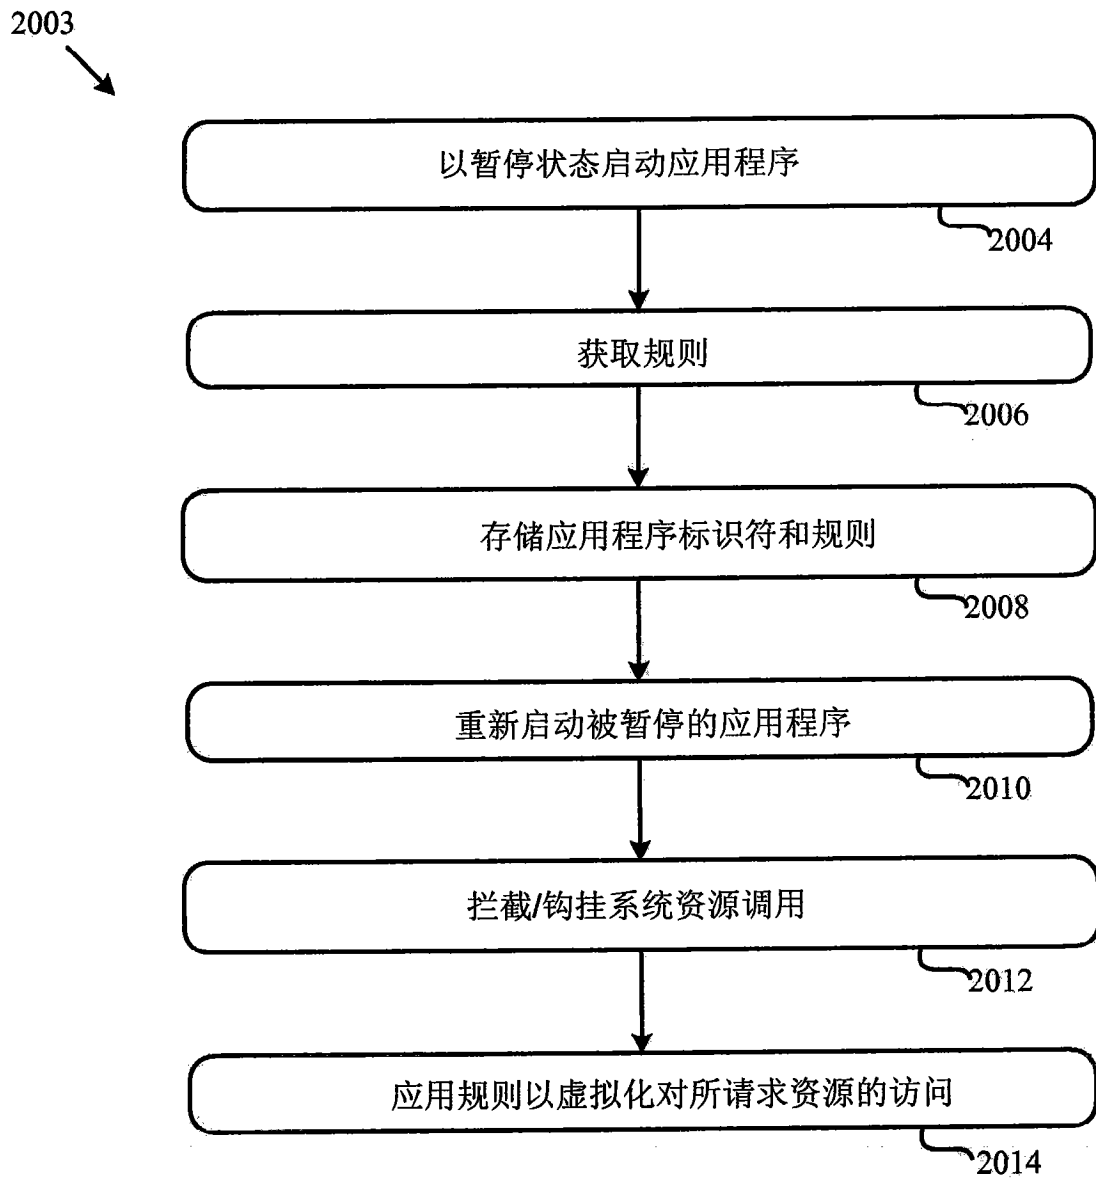 2003
以暂停状态启动应用程序
2004
获取规则
2006
存储应用程序标识符和规则
2008
重新启动被暂停的应用程序
2010
拦截/钩挂系统资源调用
2012
应用规则以虚拟化对所请求资源的访问
2014